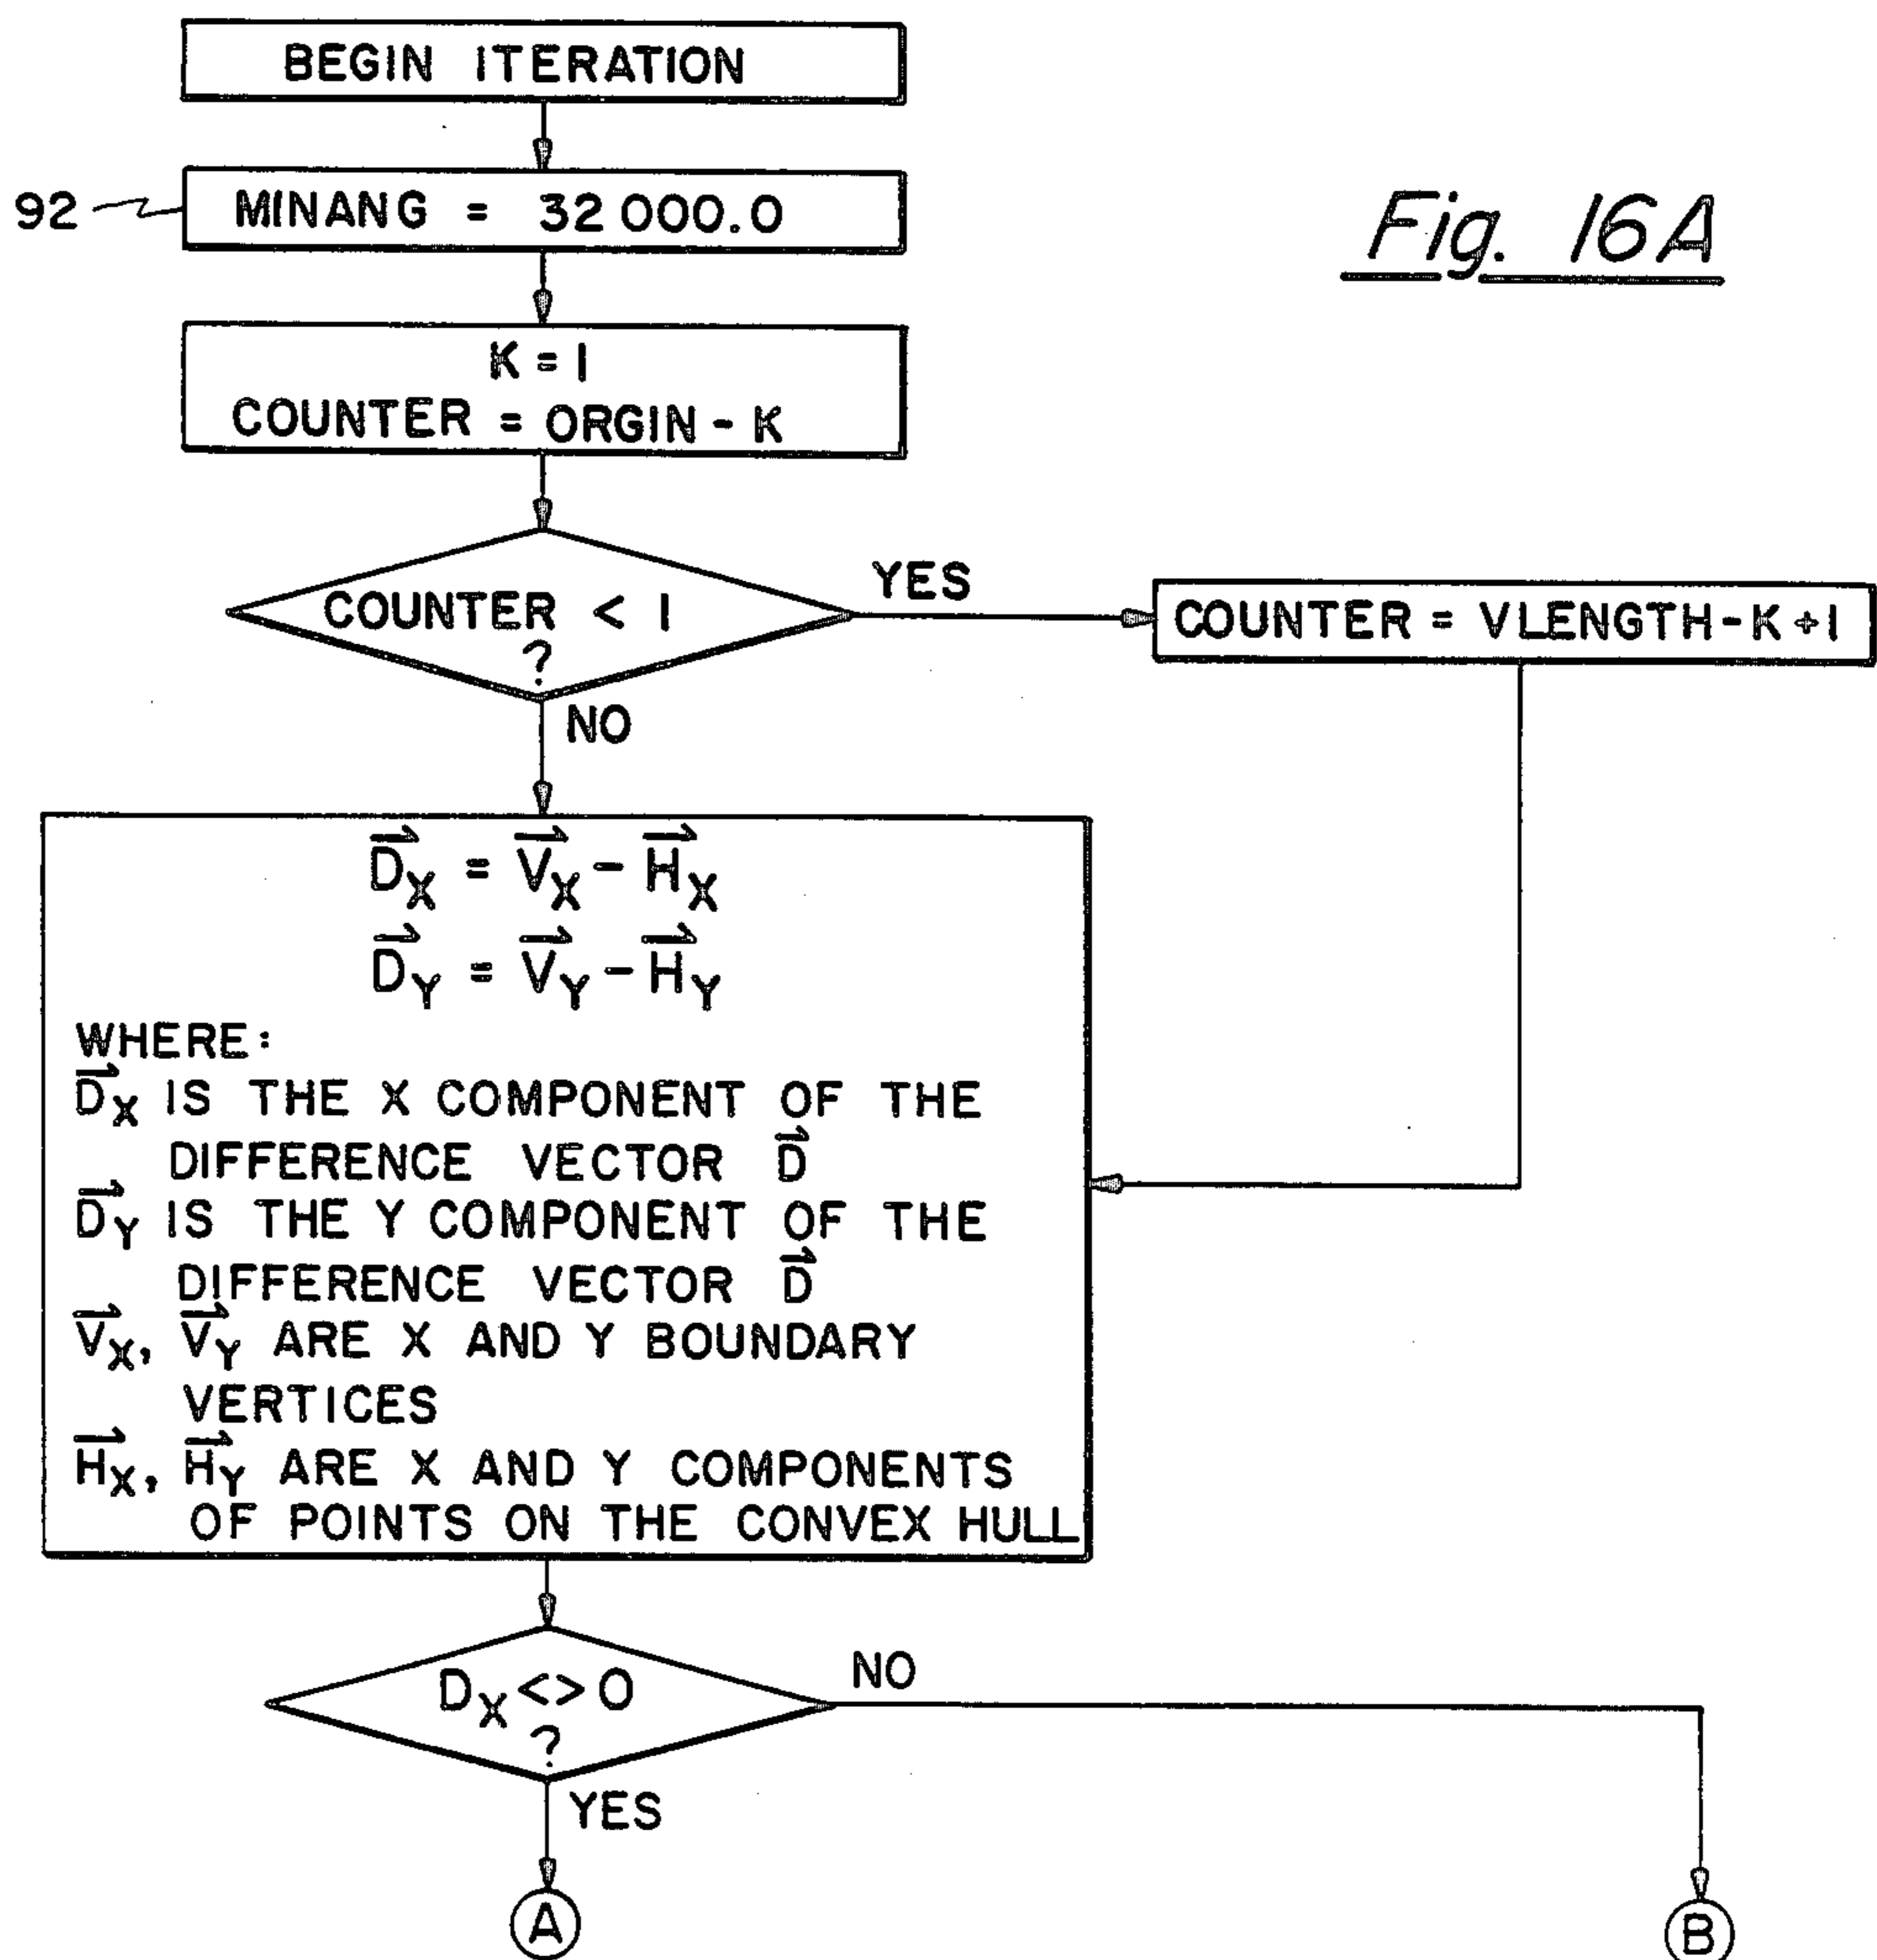 BEGIN ITERATION
92
MINANG = 32 000.0
Fig. 16A
K = 1
COUNTER = ORGIN - K
COUNTER < 1
?
YES
COUNTER = VLENGTH - K + 1
NO
D⃗X = V⃗X - H⃗X
D⃗Y = V⃗Y - H⃗Y
WHERE:
D⃗X IS THE X COMPONENT OF THE
DIFFERENCE VECTOR D⃗
D⃗Y IS THE Y COMPONENT OF THE
DIFFERENCE VECTOR D⃗
V⃗X, V⃗Y ARE X AND Y BOUNDARY
VERTICES
H⃗X, H⃗Y ARE X AND Y COMPONENTS
OF POINTS ON THE CONVEX HULL
DX <> 0
?
NO
YES
A
B